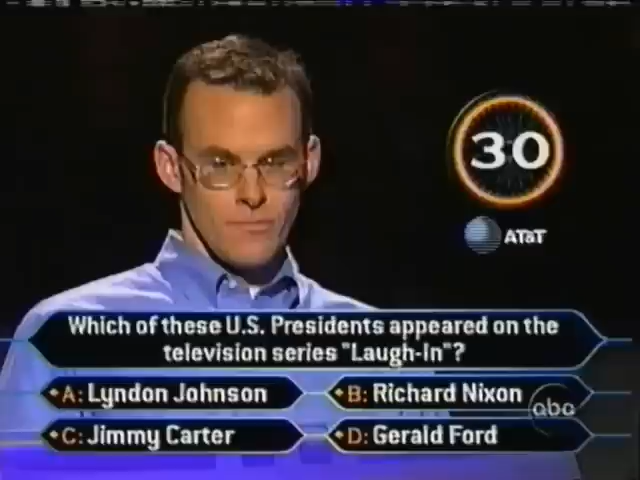 30
AT&T
Which of these U.S. Presidents appeared on the
television series "Laugh-In"?
A: Lyndon Johnson
B: Richard Nixon
C: Jimmy Carter
D: Gerald Ford
abc